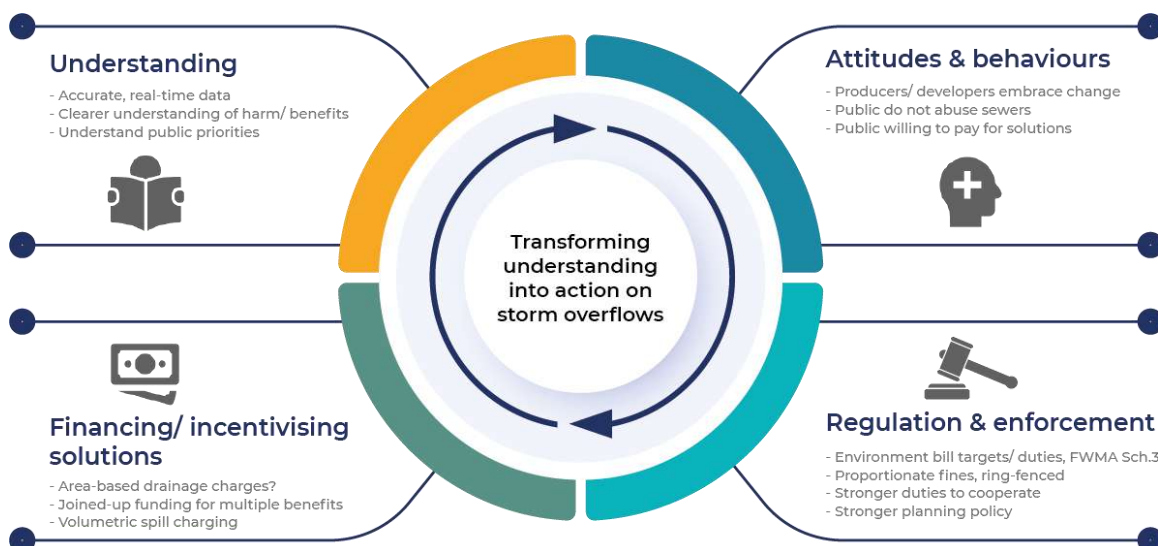 Understanding
- Accurate, real-time data
- Clearer understanding of harm/ benefits
- Understand public priorities
Attitudes & behaviours
- Producers/ developers embrace change
- Public do not abuse sewers
- Public willing to pay for solutions
Transforming
understanding
into action on
storm overflows
Financing/ incentivising
solutions
- Area-based drainage charges?
- Joined-up funding for multiple benefits
- Volumetric spill charging
Regulation & enforcement
- Environment bill targets/ duties, FWMA Sch.3
- Proportionate fines, ring-fenced
- Stronger duties to cooperate
- Stronger planning policy